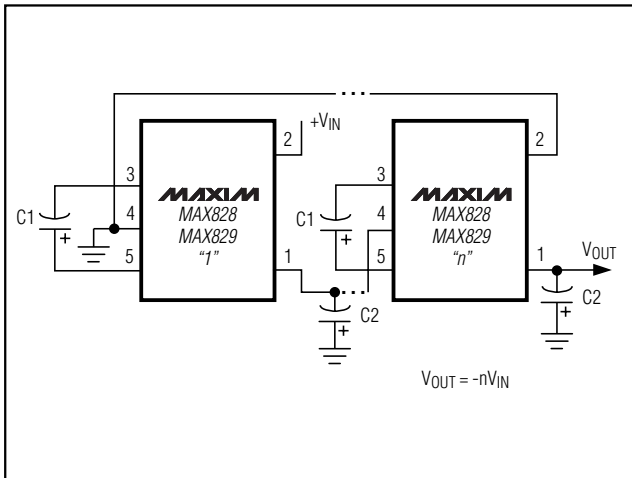 ...
2 +VIN 2
3 MAXIM 3 MAXIM
C1 + 4 MAX828 C1 + 4 MAX828
MAX829 MAX829
5 "1" 1 5 "n" 1 VOUT
... C2 + C2 +
VOUT = -nVIN